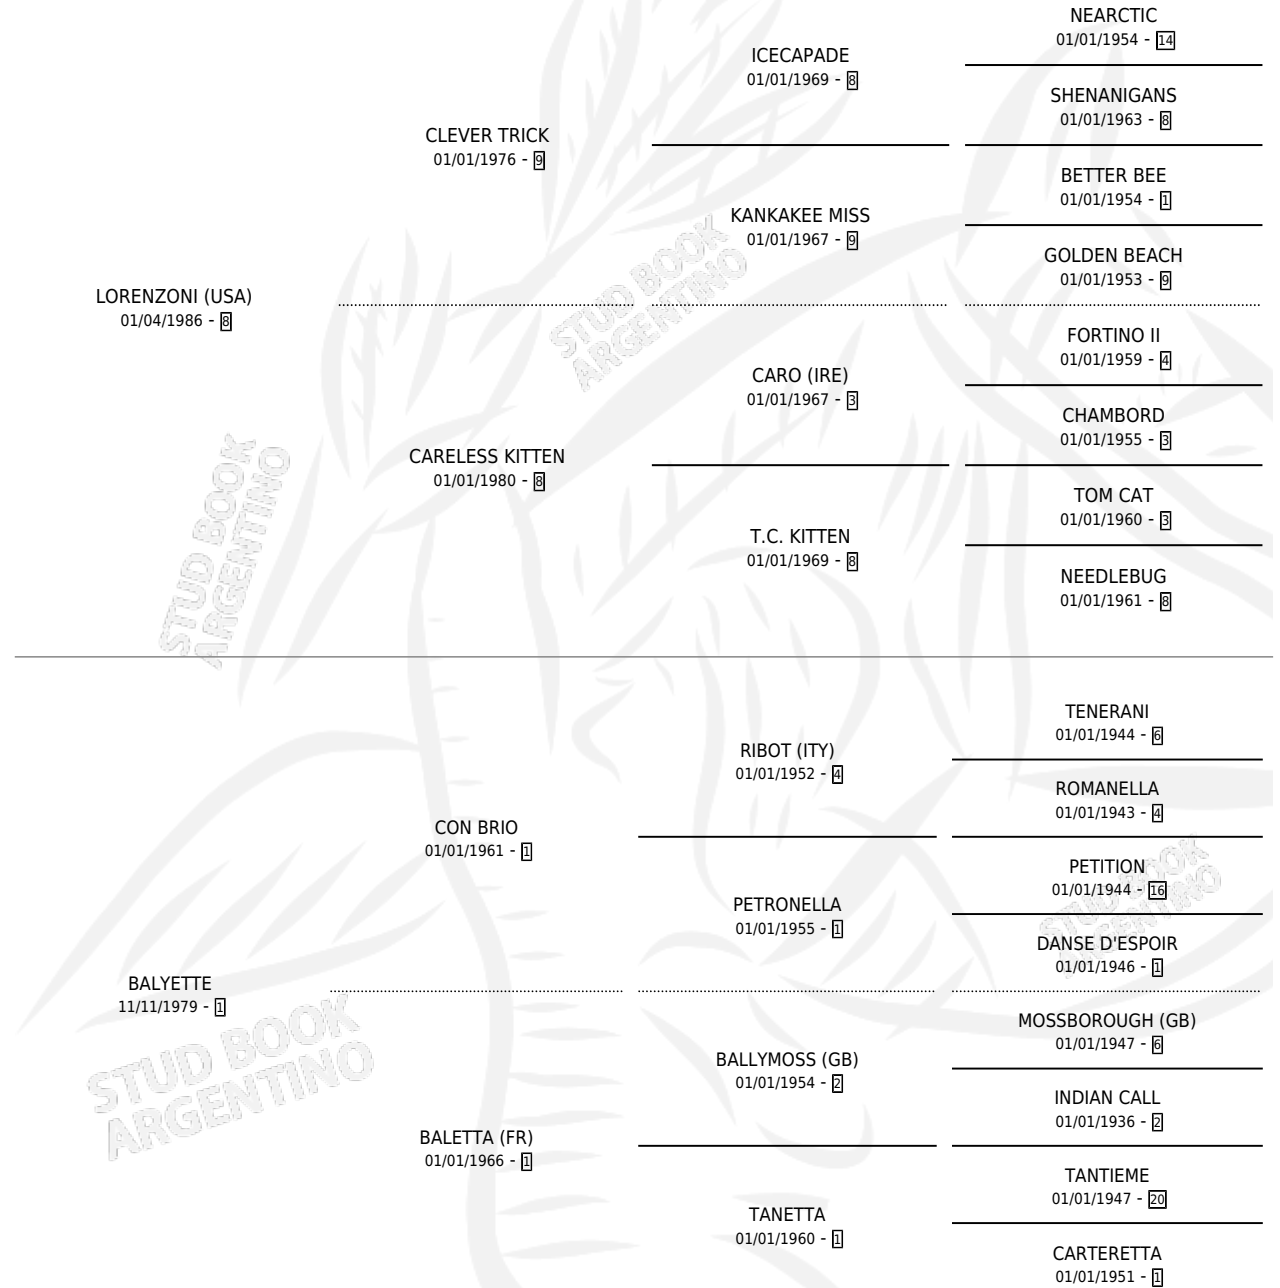 NEARCTIC
01/01/1954 - 14
ICECAPADE
01/01/1969 - 8
SHENANIGANS
01/01/1963 - 8
CLEVER TRICK
01/01/1976 - 9
BETTER BEE
01/01/1954 - 1
KANKAKEE MISS
01/01/1967 - 9
GOLDEN BEACH
01/01/1953 - 9
LORENZONI (USA)
01/04/1986 - 8
FORTINO II
01/01/1959 - 4
CARO (IRE)
01/01/1967 - 3
CHAMBORD
01/01/1955 - 3
CARELESS KITTEN
01/01/1980 - 8
TOM CAT
01/01/1960 - 3
T.C. KITTEN
01/01/1969 - 8
NEEDLEBUG
01/01/1961 - 8
STUD BOOK
ARGENTINO
STUD BOOK
ARGENTINO
TENERANI
01/01/1944 - 6
RIBOT (ITY)
01/01/1952 - 4
ROMANELLA
01/01/1943 - 4
CON BRIO
01/01/1961 - 1
PETITION
01/01/1944 - 16
PETRONELLA
01/01/1955 - 1
DANSE D'ESPOIR
01/01/1946 - 1
STUD BOOK
ARGENTINO
BALYETTE
11/11/1979 - 1
MOSSBOROUGH (GB)
01/01/1947 - 6
BALLYMOSS (GB)
01/01/1954 - 2
INDIAN CALL
01/01/1936 - 2
STUD BOOK
ARGENTINO
BALETTA (FR)
01/01/1966 - 1
TANTIEME
01/01/1947 - 20
TANETTA
01/01/1960 - 1
CARTERETTA
01/01/1951 - 1